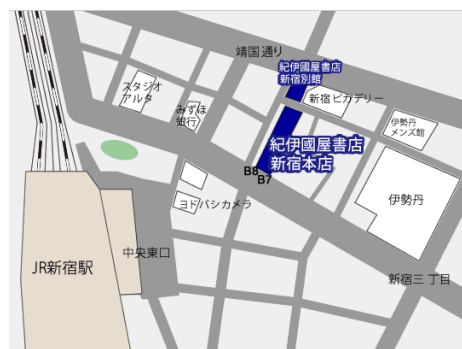 靖国通り
紀伊國屋書店
新宿別館
スタジオ
アルタ
みずほ
銀行
新宿ピカデリー
伊勢丹
メンズ館
紀伊國屋書店
新宿本店
B8
B7
ヨドバシカメラ
伊勢丹
中央東口
JR新宿駅
新宿三丁目